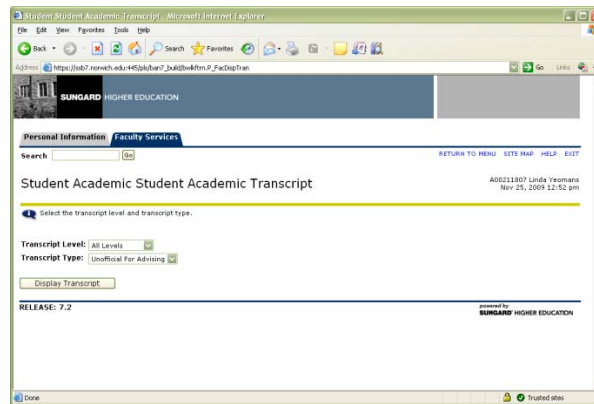 Student Student Academic Transcript - Microsoft Internet Explorer
File Edit View Favorites Tools Help
Back Search Favorites
Address https://ssb7.norwich.edu:445/pls/ban7_build/bwlkftrn.P_FacDispTran Go Links
SUNGARD HIGHER EDUCATION
Personal Information Faculty Services
Search Go RETURN TO MENU SITE MAP HELP EXIT
Student Academic Student Academic Transcript
A00211807 Linda Yeomans
Nov 25, 2009 12:52 pm
Select the transcript level and transcript type.
Transcript Level: All Levels
Transcript Type: Unofficial For Advising
Display Transcript
RELEASE: 7.2
powered by
SUNGARD' HIGHER EDUCATION
Done Trusted sites